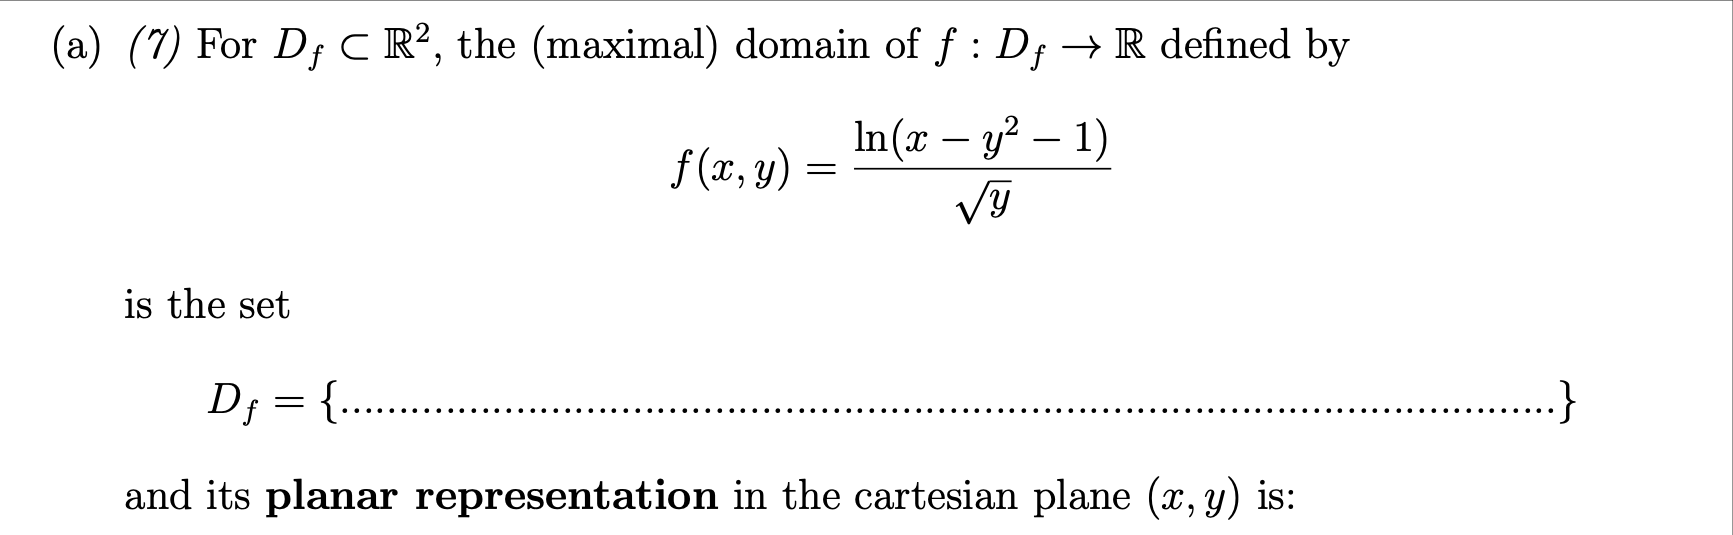 (a) (7) For D_f ⊂ ℝ², the (maximal) domain of f : D_f → ℝ defined by
f(x, y) = ln(x − y² − 1) / √y
is the set
D_f = {......................................................................................}
and its planar representation in the cartesian plane (x, y) is: